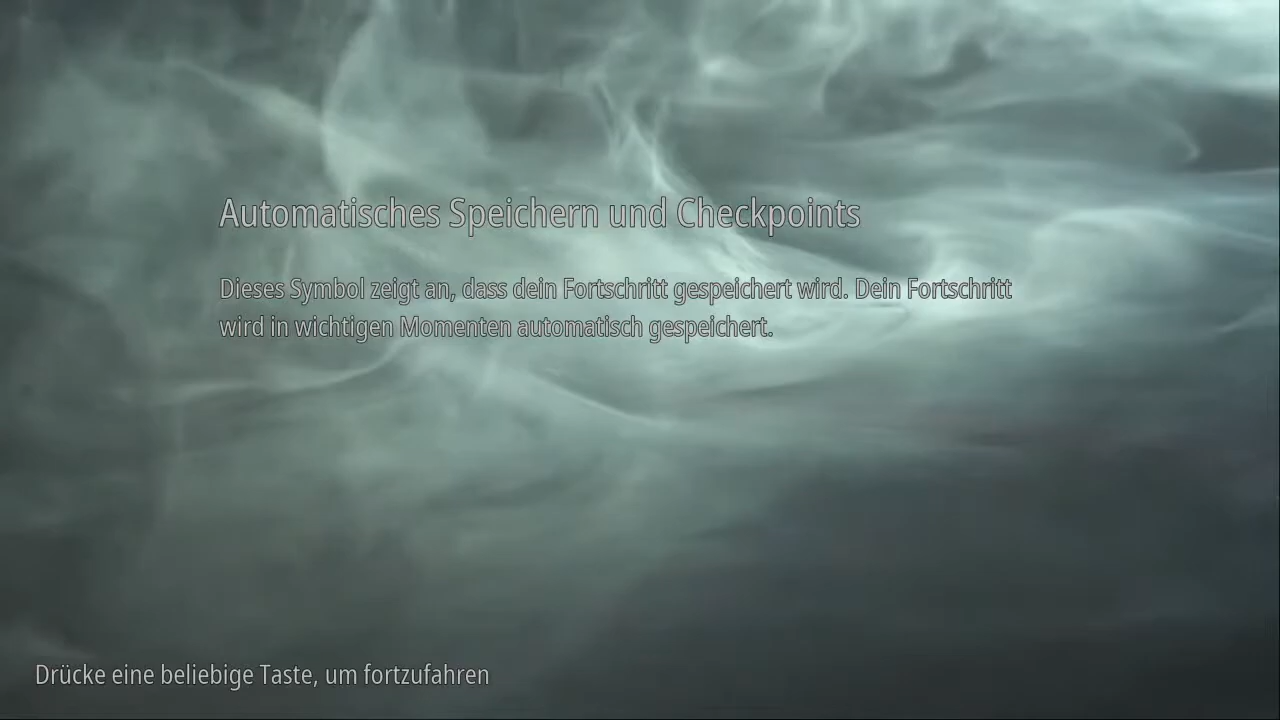 Automatisches Speichern und Checkpoints
Dieses Symbol zeigt an, dass dein Fortschritt gespeichert wird. Dein Fortschritt
wird in wichtigen Momenten automatisch gespeichert.
Drücke eine beliebige Taste, um fortzufahren